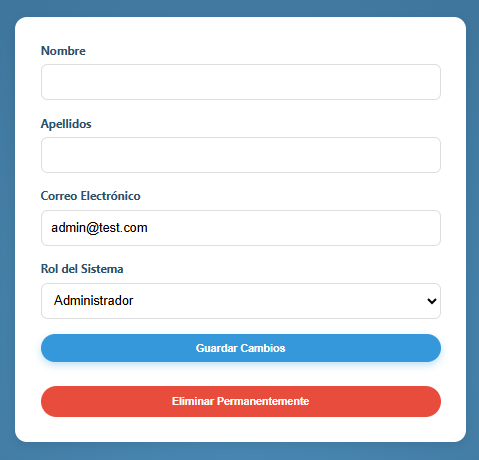 Nombre
Apellidos
Correo Electrónico
admin@test.com
Rol del Sistema
Administrador
Guardar Cambios
Eliminar Permanentemente